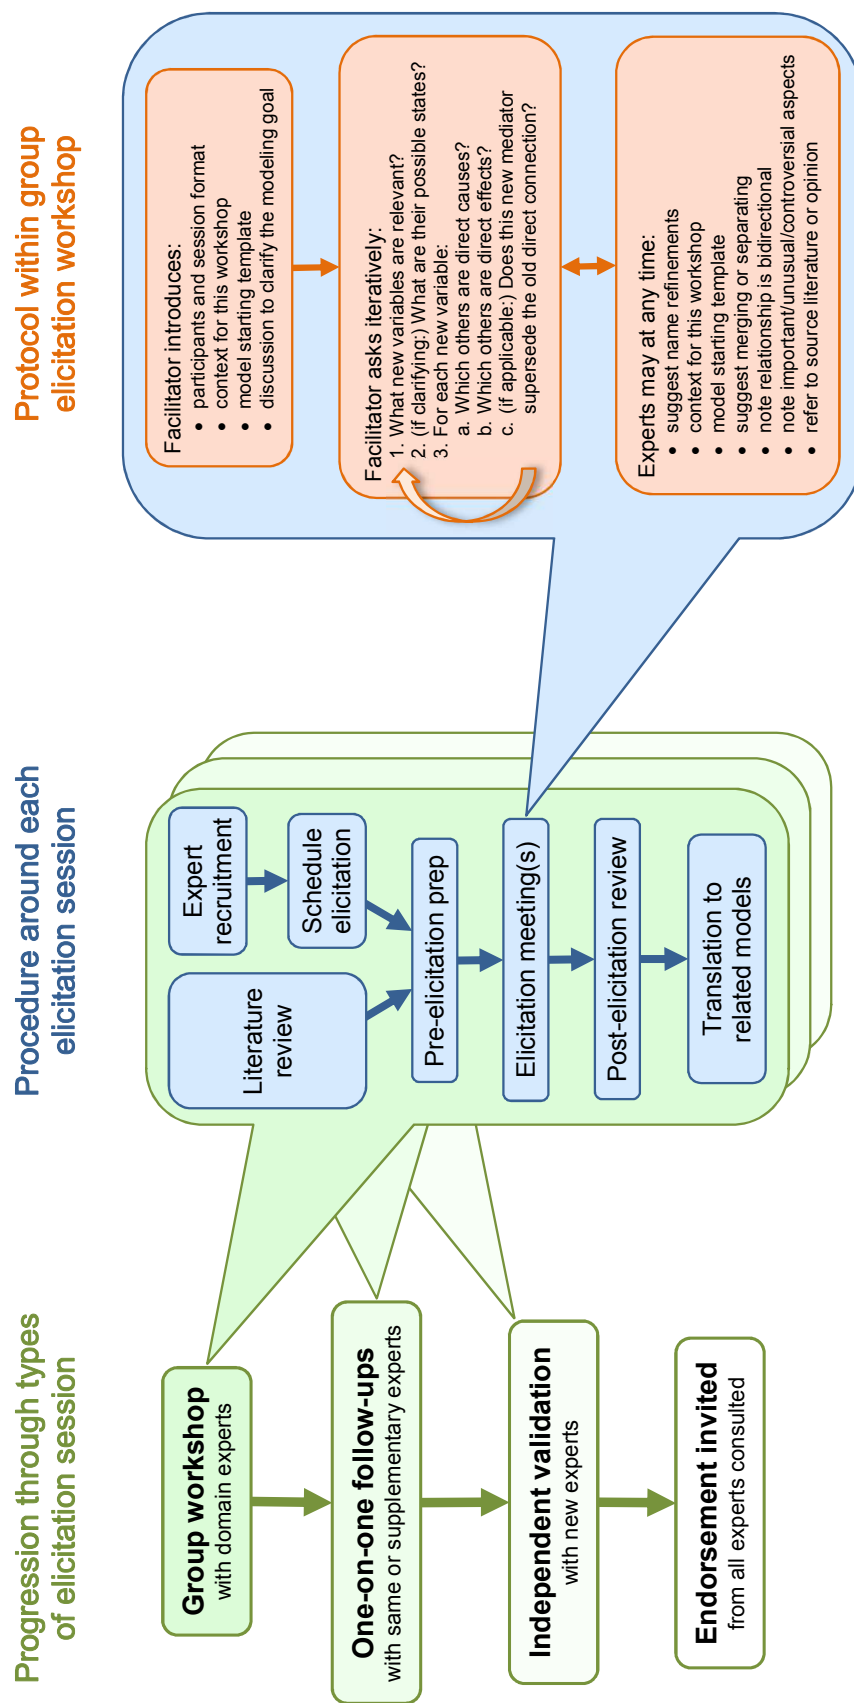 Progression through types
of elicitation session
Group workshop
with domain experts
One-on-one follow-ups
with same or supplementary experts
Independent validation
with new experts
Endorsement invited
from all experts consulted
Procedure around each
elicitation session
Literature
review
Expert
recruitment
Schedule
elicitation
Pre-elicitation prep
Elicitation meeting(s)
Post-elicitation review
Translation to
related models
Protocol within group
elicitation workshop
Facilitator introduces:
• participants and session format
• context for this workshop
• model starting template
• discussion to clarify the modeling goal
Facilitator asks iteratively:
1. What new variables are relevant?
2. (if clarifying:) What are their possible states?
3. For each new variable:
a. Which others are direct causes?
b. Which others are direct effects?
c. (if applicable:) Does this new mediator
supersede the old direct connection?
Experts may at any time:
• suggest name refinements
• context for this workshop
• model starting template
• suggest merging or separating
• note relationship is bidirectional
• note important/unusual/controversial aspects
• refer to source literature or opinion